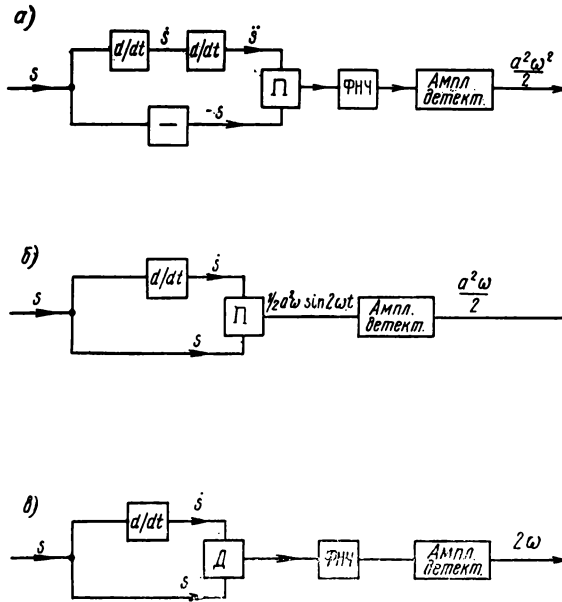 а)
s d/dt ṡ d/dt s̈
П ФНЧ Ампл. детект. a²ω²/2
— -s
б)
s d/dt ṡ
П ½a²ω sin2ωt Ампл. детект. a²ω/2
s
в)
s d/dt ṡ
Д ФНЧ Ампл. детект. 2ω
s